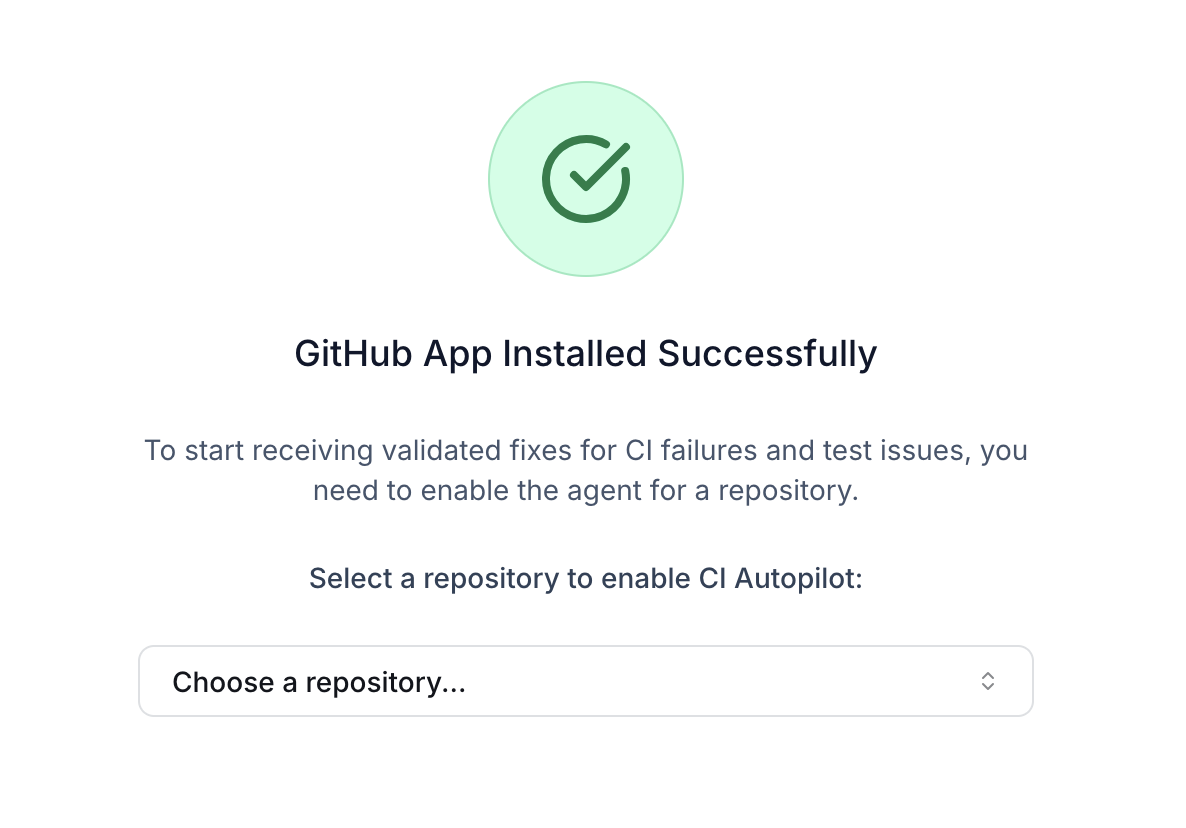 GitHub App Installed Successfully
To start receiving validated fixes for CI failures and test issues, you
need to enable the agent for a repository.
Select a repository to enable CI Autopilot:
Choose a repository...